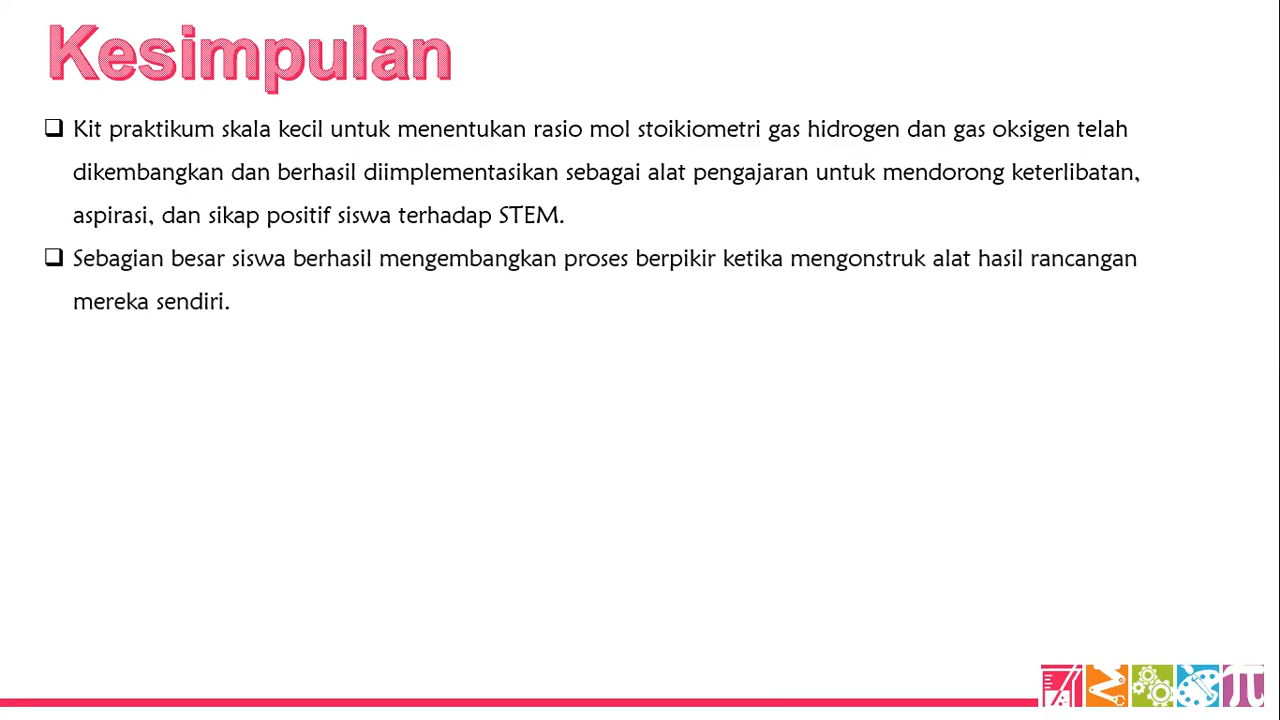 Kesimpulan
❑ Kit praktikum skala kecil untuk menentukan rasio mol stoikiometri gas hidrogen dan gas oksigen telah
dikembangkan dan berhasil diimplementasikan sebagai alat pengajaran untuk mendorong keterlibatan,
aspirasi, dan sikap positif siswa terhadap STEM.
❑ Sebagian besar siswa berhasil mengembangkan proses berpikir ketika mengonstruk alat hasil rancangan
mereka sendiri.